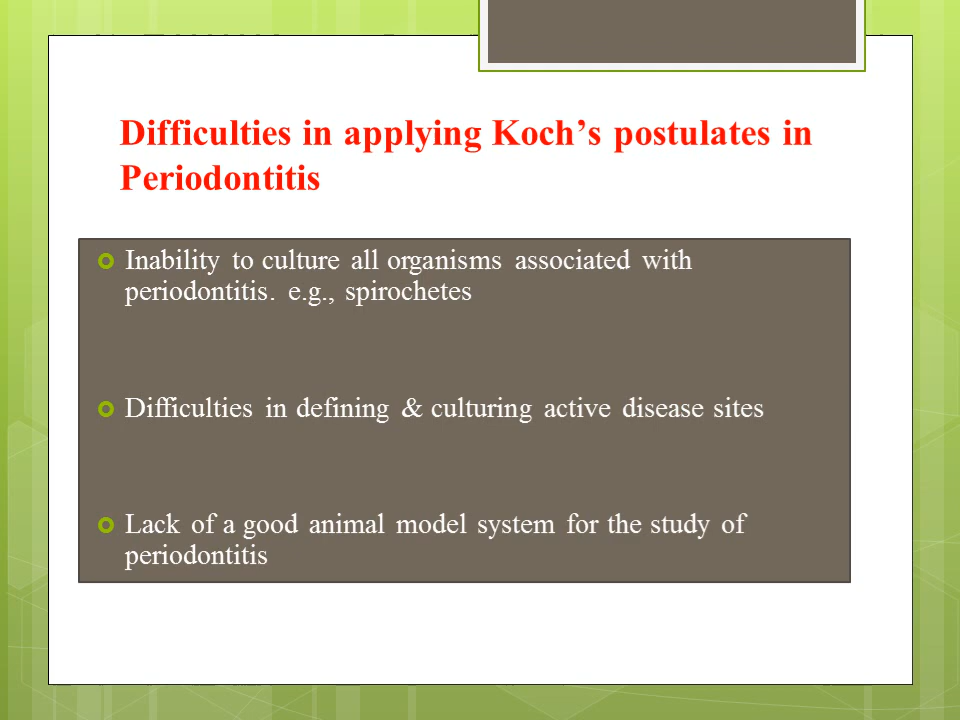 Difficulties in applying Koch’s postulates in
Periodontitis
Inability to culture all organisms associated with
periodontitis. e.g., spirochetes
Difficulties in defining & culturing active disease sites
Lack of a good animal model system for the study of
periodontitis